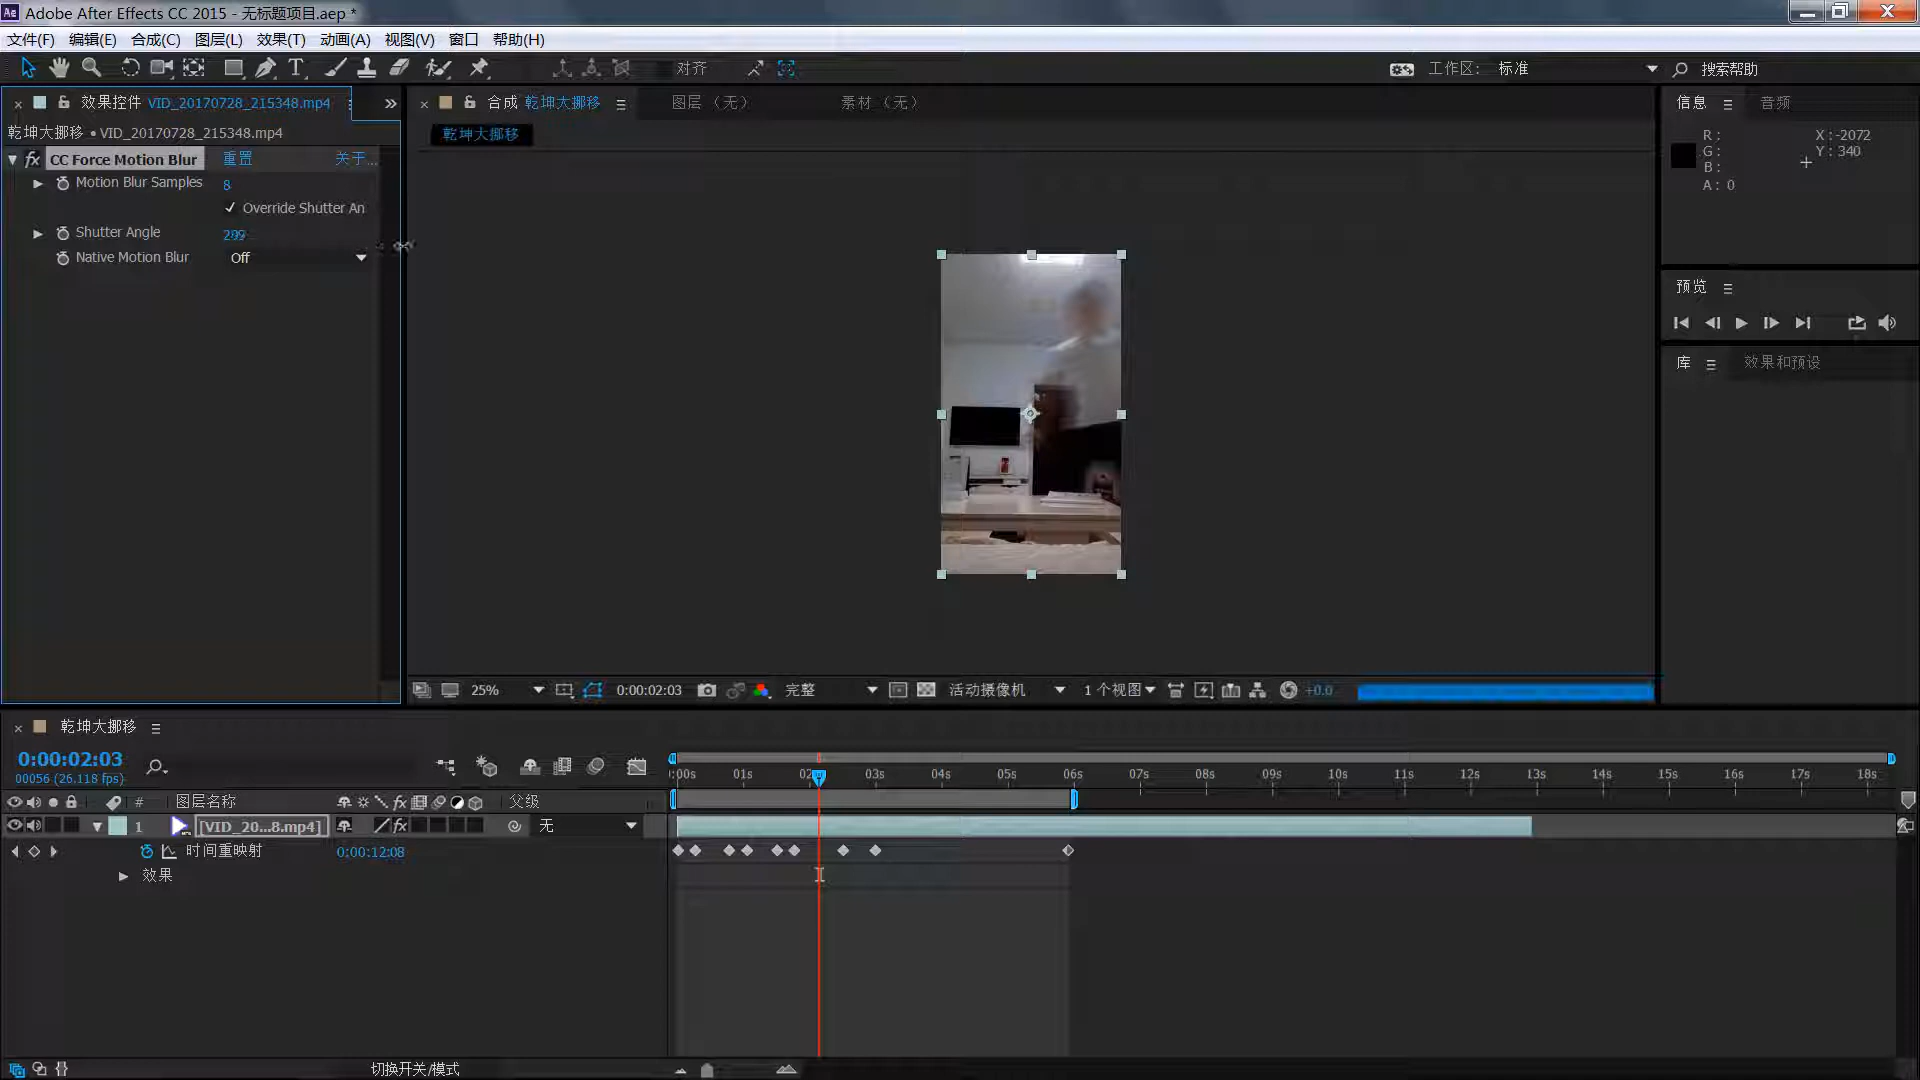 Adobe After Effects CC 2015 - 无标题项目.aep *
文件(F) 编辑(E) 合成(C) 图层(L) 效果(T) 动画(A) 视图(V) 窗口 帮助(H)
对齐 工作区: 标准 搜索帮助
效果控件 VID_20170728_215348.mp4
合成 乾坤大挪移 图层 (无) 素材 (无)
信息 音频
乾坤大挪移 • VID_20170728_215348.mp4
乾坤大挪移
R :
G :
B :
A : 0
X : -2072
Y : 340
fx CC Force Motion Blur 重置 关于...
Motion Blur Samples 8
Override Shutter An
Shutter Angle 299
Native Motion Blur Off
预览
库 效果和预设
25% 0:00:02:03 完整 活动摄像机 1 个视图 +0.0
乾坤大挪移
0:00:02:03
00056 (26.118 fps)
:00s 01s 02 03s 04s 05s 06s 07s 08s 09s 10s 11s 12s 13s 14s 15s 16s 17s 18s
# 图层名称 fx 父级
1 [VID_20...8.mp4] fx 无
时间重映射 0:00:12:08
效果
切换开关/模式